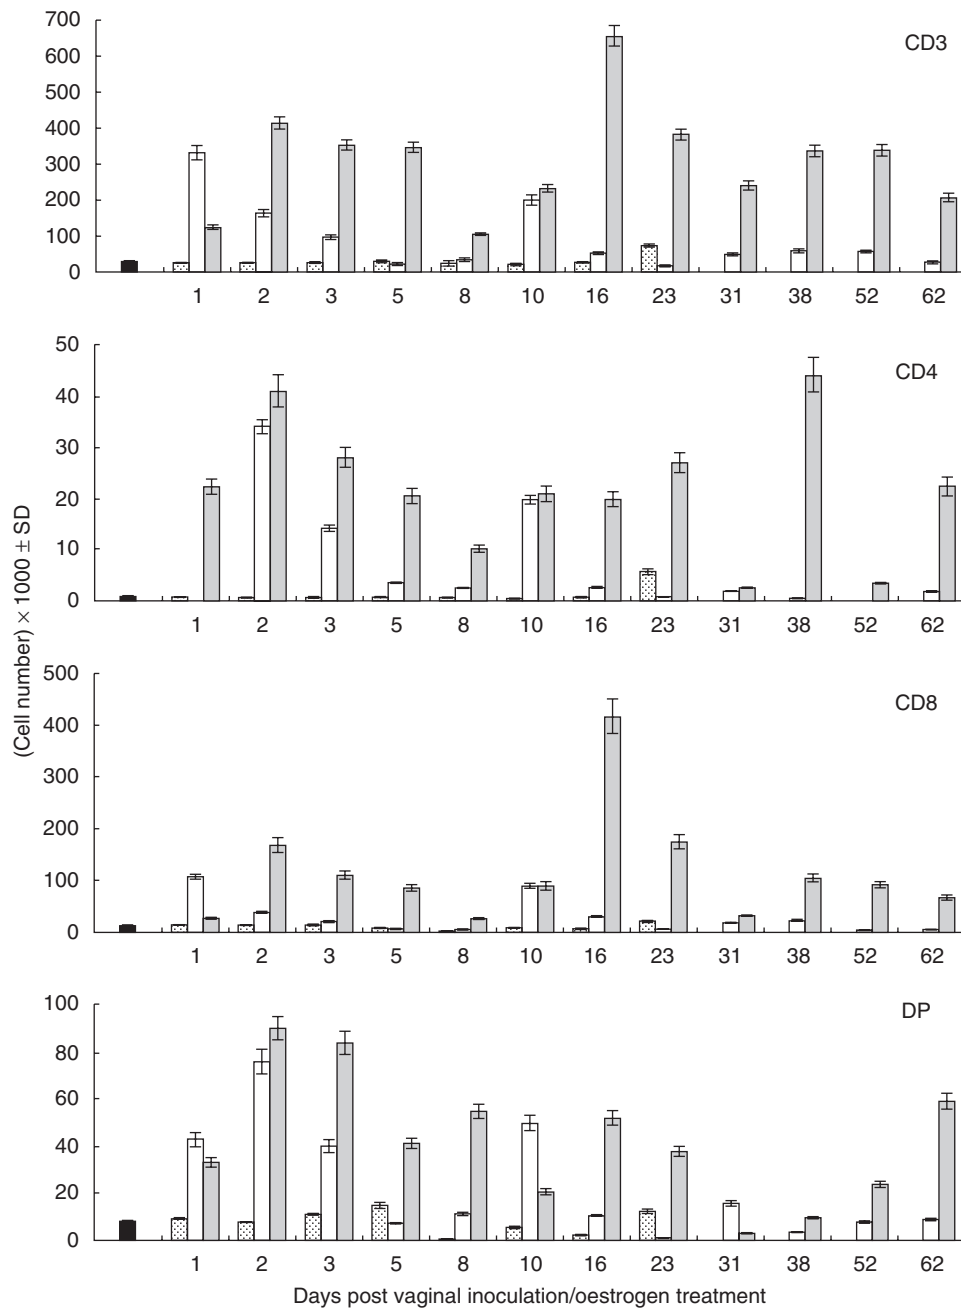 700
CD3
600
500
400
300
200
100
0
1 2 3 5 8 10 16 23 31 38 52 62
50
CD4
40
30
20
10
0
1 2 3 5 8 10 16 23 31 38 52 62
(Cell number) × 1000 ± SD
500
CD8
400
300
200
100
0
1 2 3 5 8 10 16 23 31 38 52 62
100
DP
80
60
40
20
0
1 2 3 5 8 10 16 23 31 38 52 62
Days post vaginal inoculation/oestrogen treatment